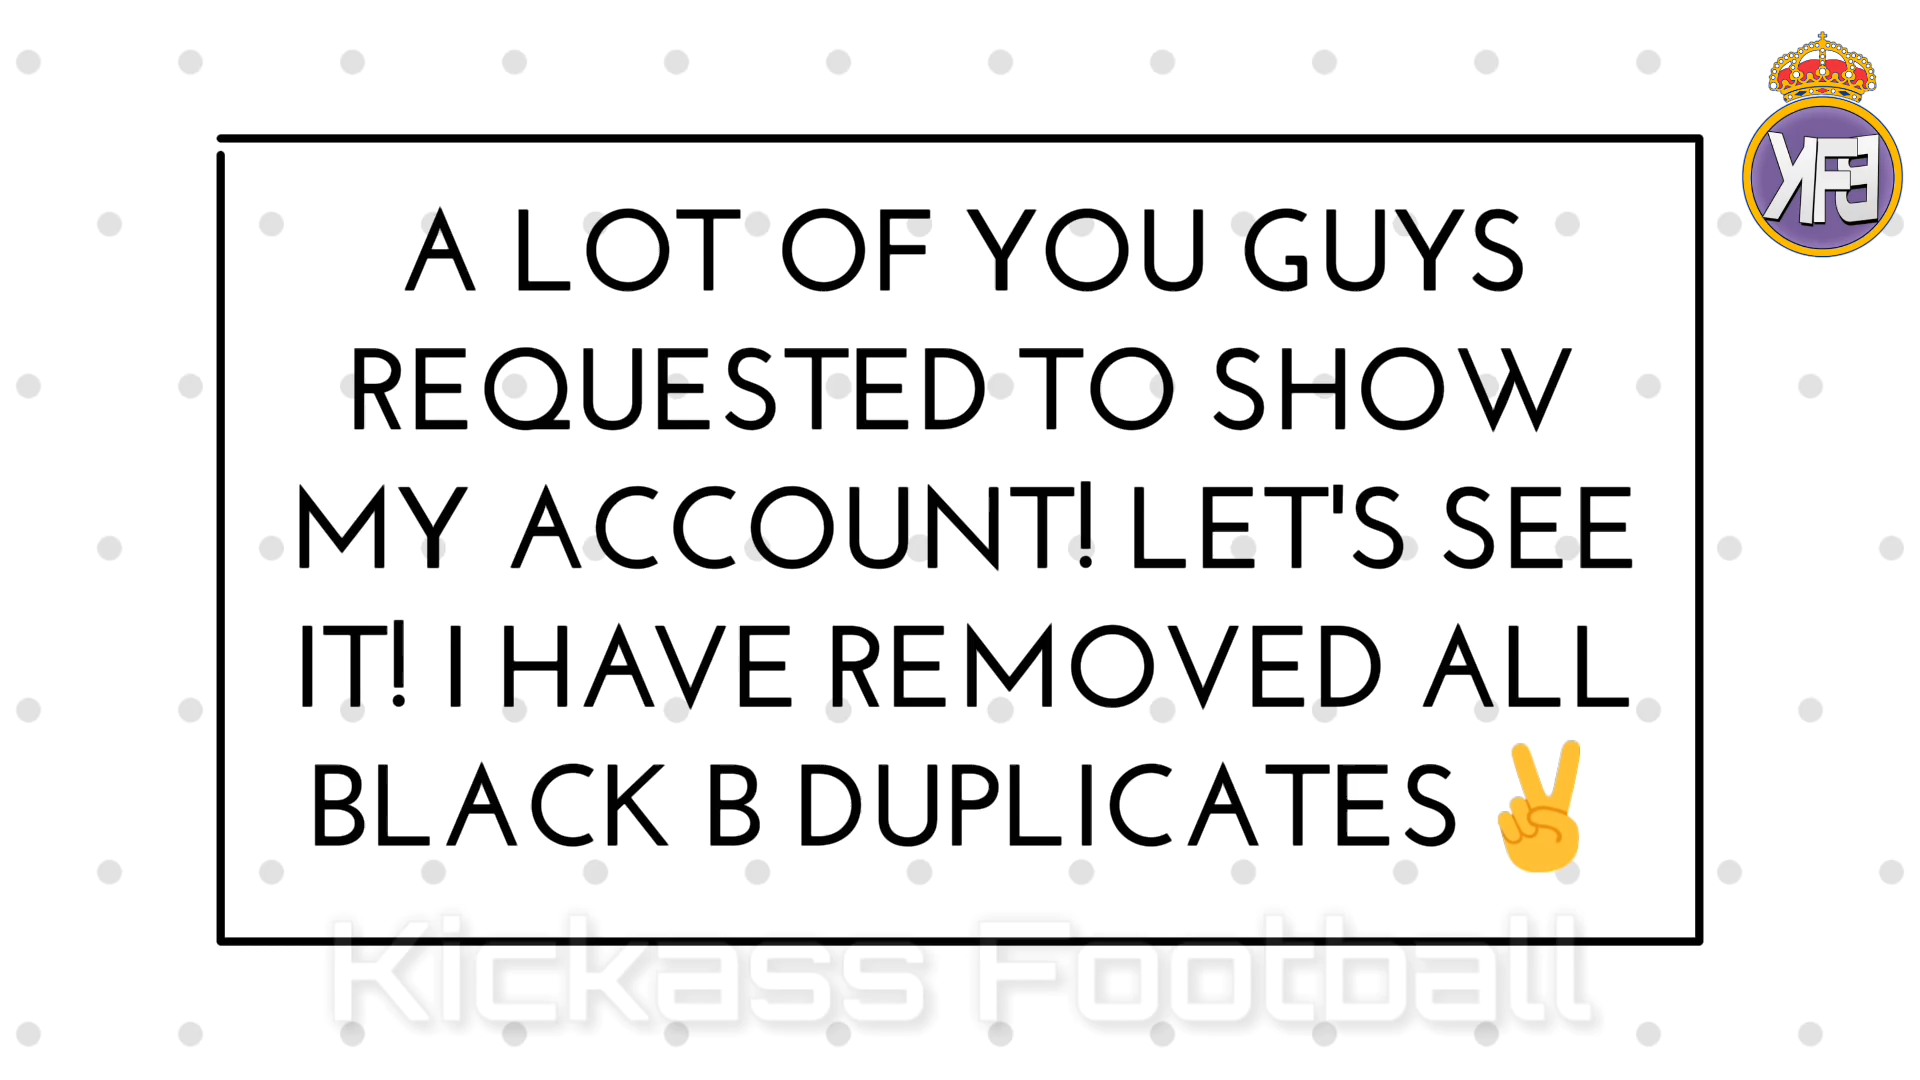 A LOT OF YOU GUYS
REQUESTED TO SHOW
MY ACCOUNT! LET'S SEE
IT! I HAVE REMOVED ALL
BLACK B DUPLICATES ✌
Kickass Football
KFB